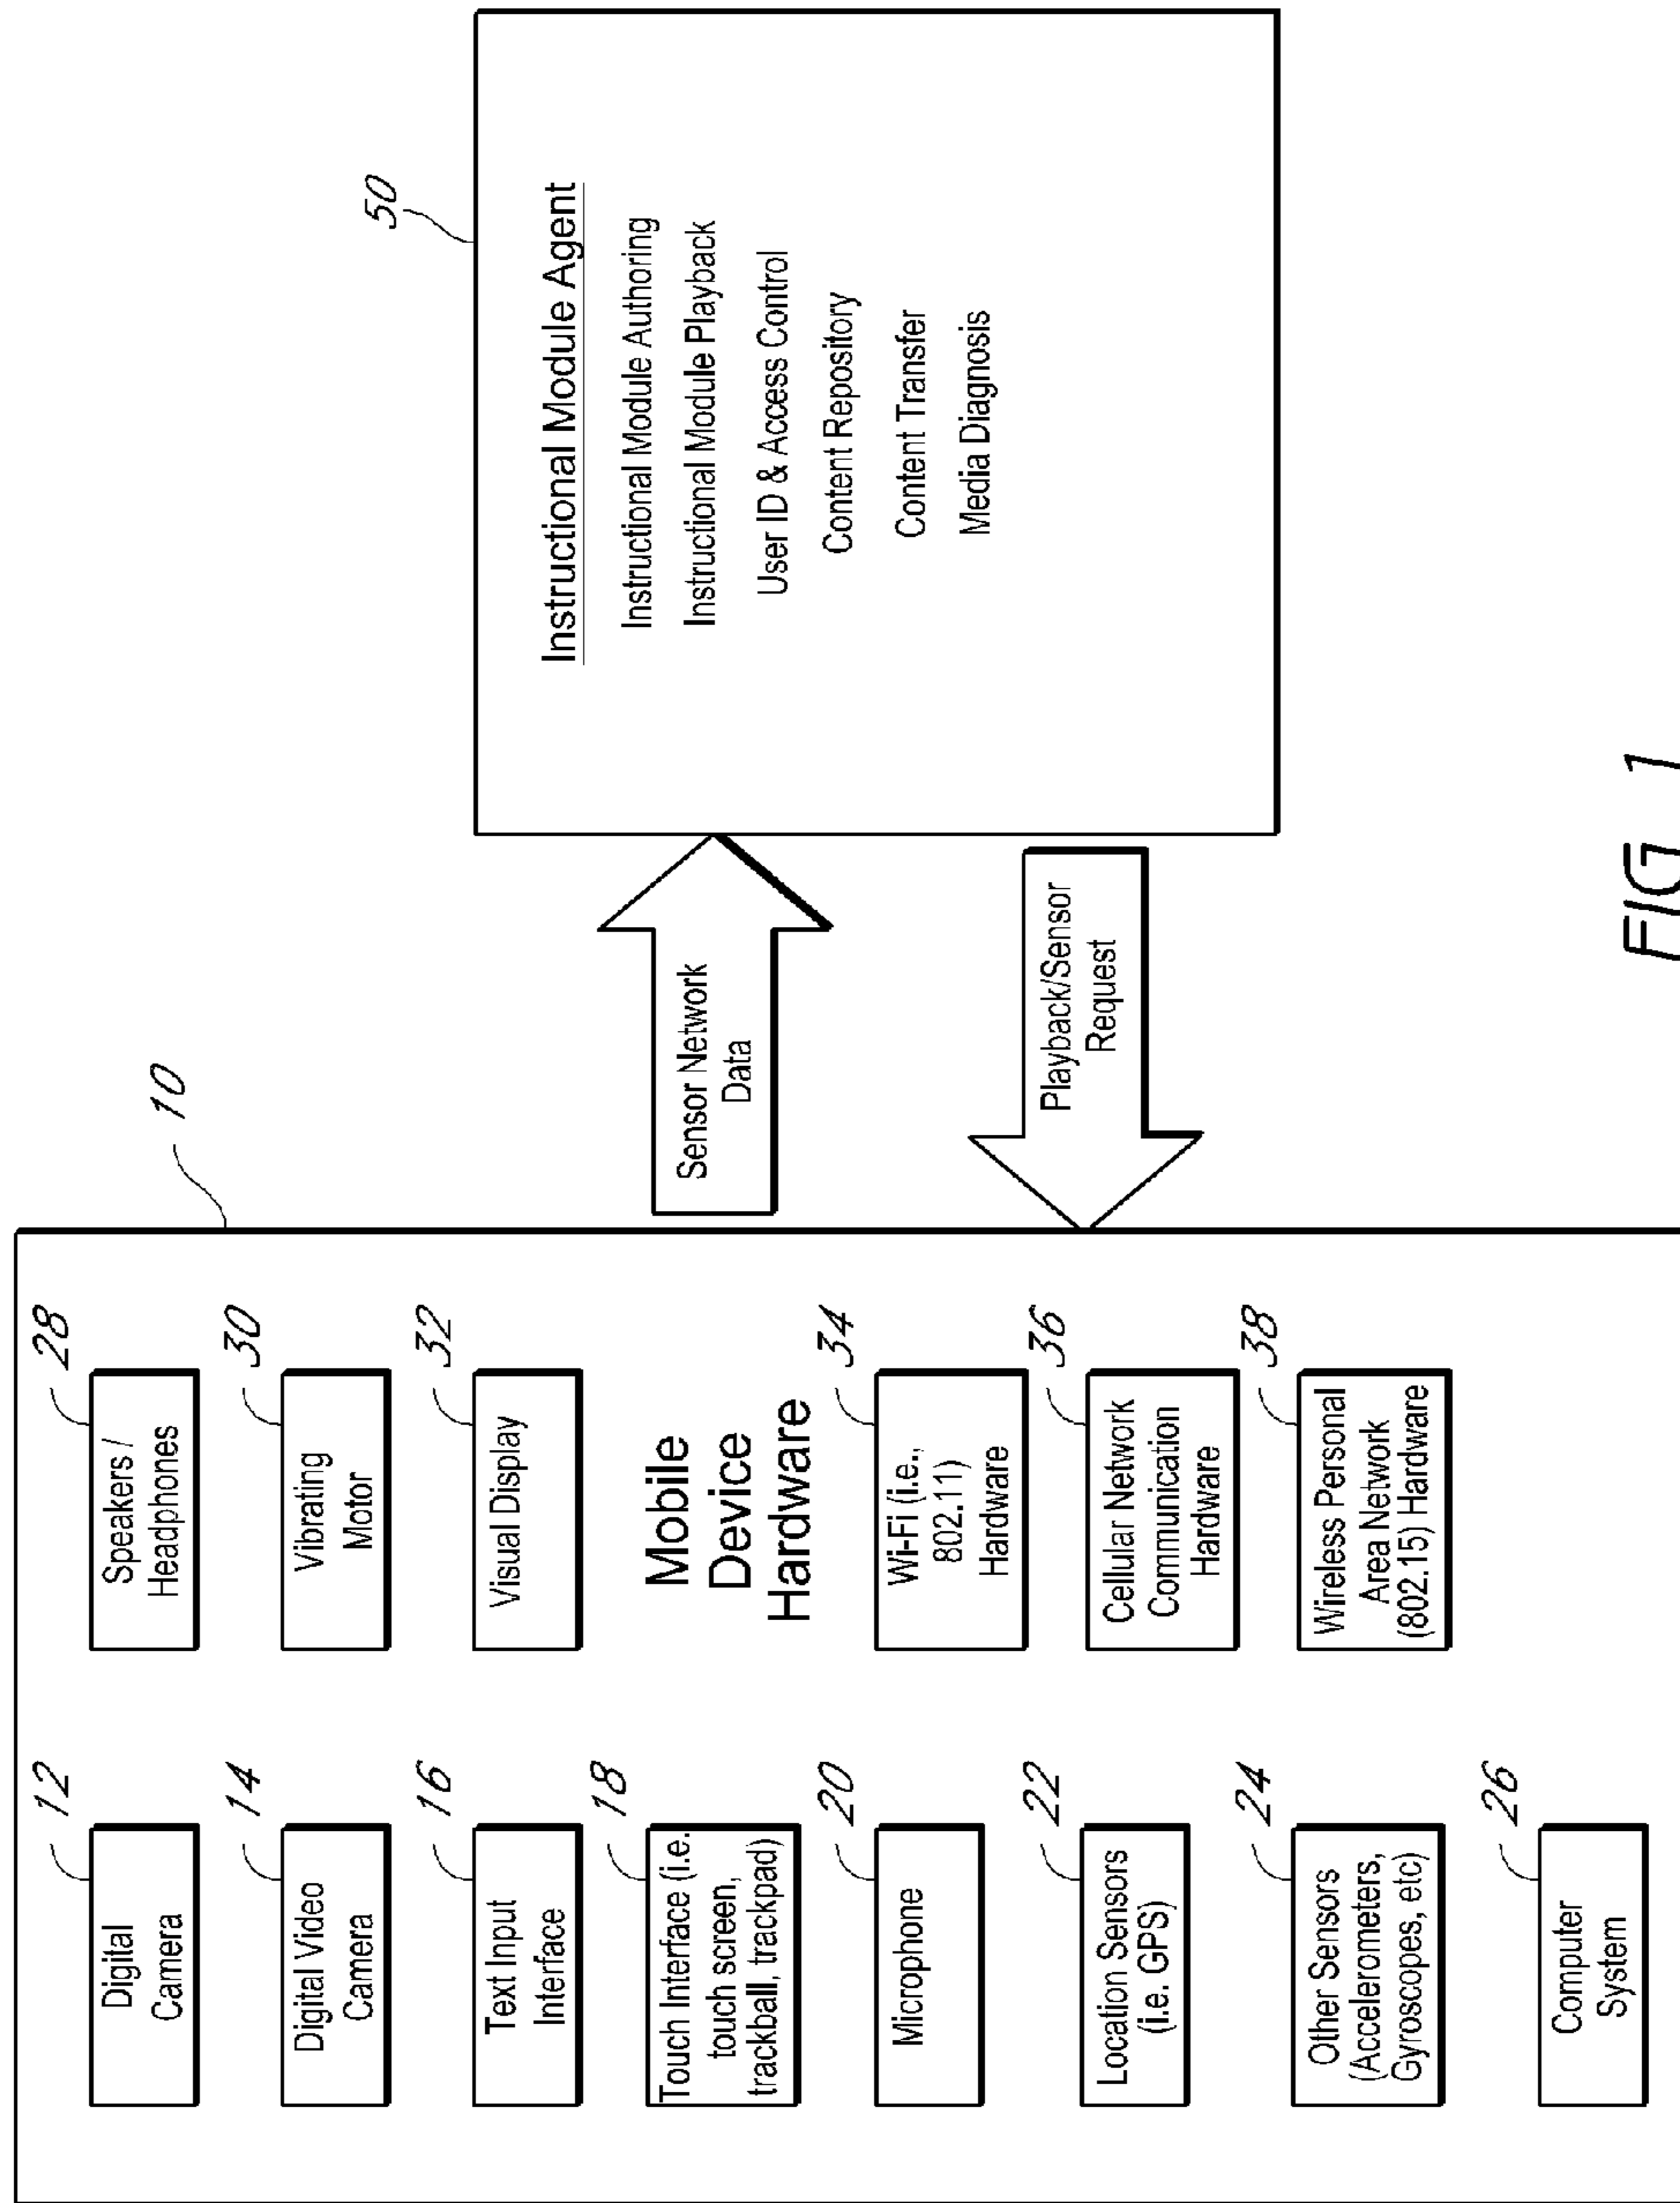 10
12
Digital
Camera
14
Digital Video
Camera
16
Text Input
Interface
18
Touch Interface (i.e.
touch screen,
trackball, trackpad)
20
Microphone
22
Location Sensors
(i.e. GPS)
24
Other Sensors
(Accelerometers,
Gyroscopes, etc)
26
Computer
System
28
Speakers /
Headphones
30
Vibrating
Motor
32
Visual Display
Mobile
Device
Hardware
34
Wi-Fi (i.e.,
802.11)
Hardware
36
Cellular Network
Communication
Hardware
38
Wireless Personal
Area Network
(802.15) Hardware
Sensor Network
Data
Playback/Sensor
Request
50
Instructional Module Agent
Instructional Module Authoring
Instructional Module Playback
User ID & Access Control
Content Repository
Content Transfer
Media Diagnosis
FIG. 1